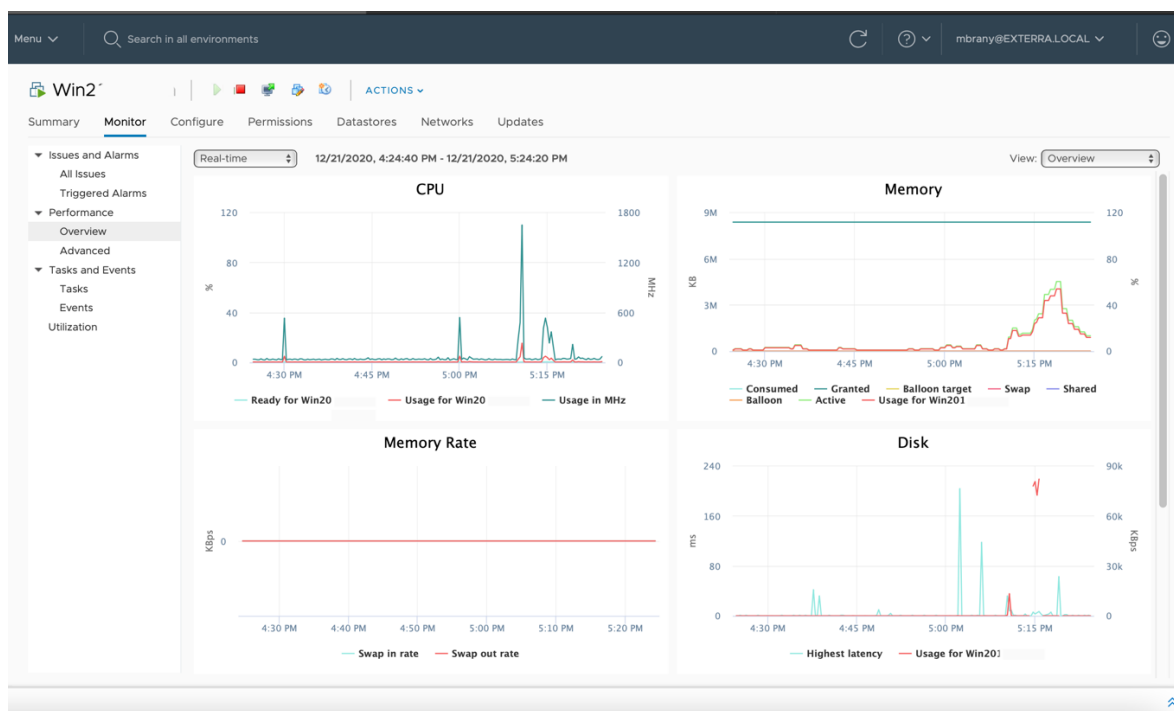 Menu
Search in all environments
mbrany@EXTERRA.LOCAL
Win2
ACTIONS
Summary Monitor Configure Permissions Datastores Networks Updates
Issues and Alarms
All Issues
Triggered Alarms
Performance
Overview
Advanced
Tasks and Events
Tasks
Events
Utilization
Real-time
12/21/2020, 4:24:40 PM - 12/21/2020, 5:24:20 PM
View: Overview
CPU
120 1800
80 1200
40 600
0 0
%
MHz
4:30 PM 4:45 PM 5:00 PM 5:15 PM
Ready for Win20 Usage for Win20 Usage in MHz
Memory
9M 120
6M 80
3M 40
0 0
KB
%
4:30 PM 4:45 PM 5:00 PM 5:15 PM
Consumed Granted Balloon target Swap Shared
Balloon Active Usage for Win201
Memory Rate
KBps
0
4:30 PM 4:40 PM 4:50 PM 5:00 PM 5:10 PM 5:20 PM
Swap in rate Swap out rate
Disk
240 90k
160 60k
80 30k
0 0
ms
KBps
4:30 PM 4:45 PM 5:00 PM 5:15 PM
Highest latency Usage for Win201